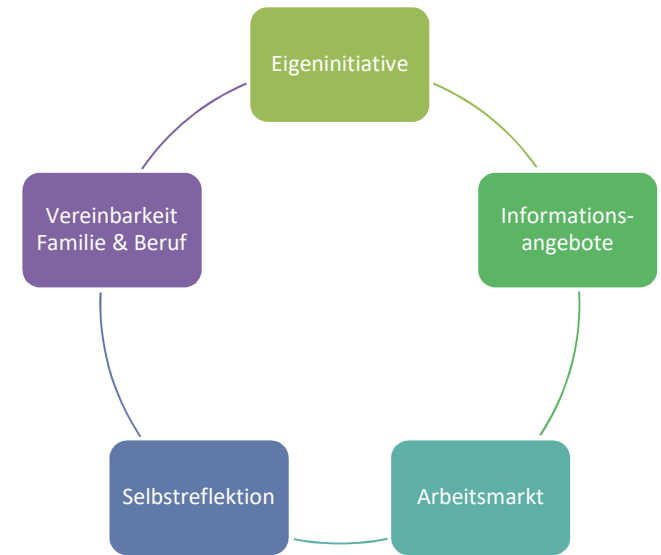 Eigeninitiative
Informations-
angebote
Arbeitsmarkt
Selbstreflektion
Vereinbarkeit
Familie & Beruf